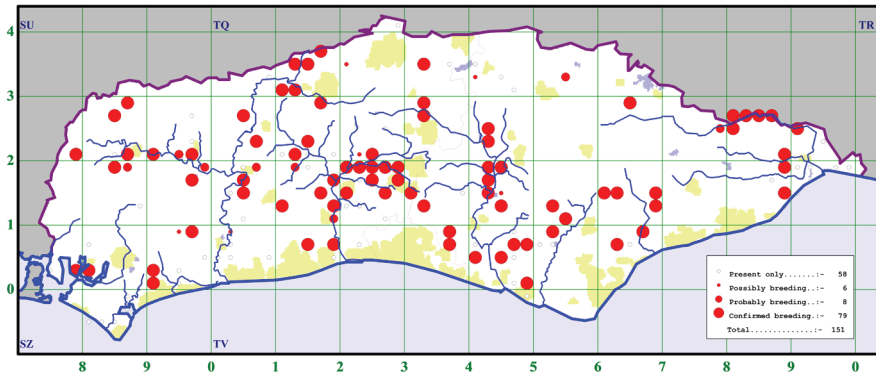 SU TQ TR
4
3
2
1
0
Present only.......:- 58
Possibly breeding..:- 6
Probably breeding..:- 8
Confirmed breeding.:- 79
Total.............:- 151
SZ TV
8 9 0 1 2 3 4 5 6 7 8 9 0